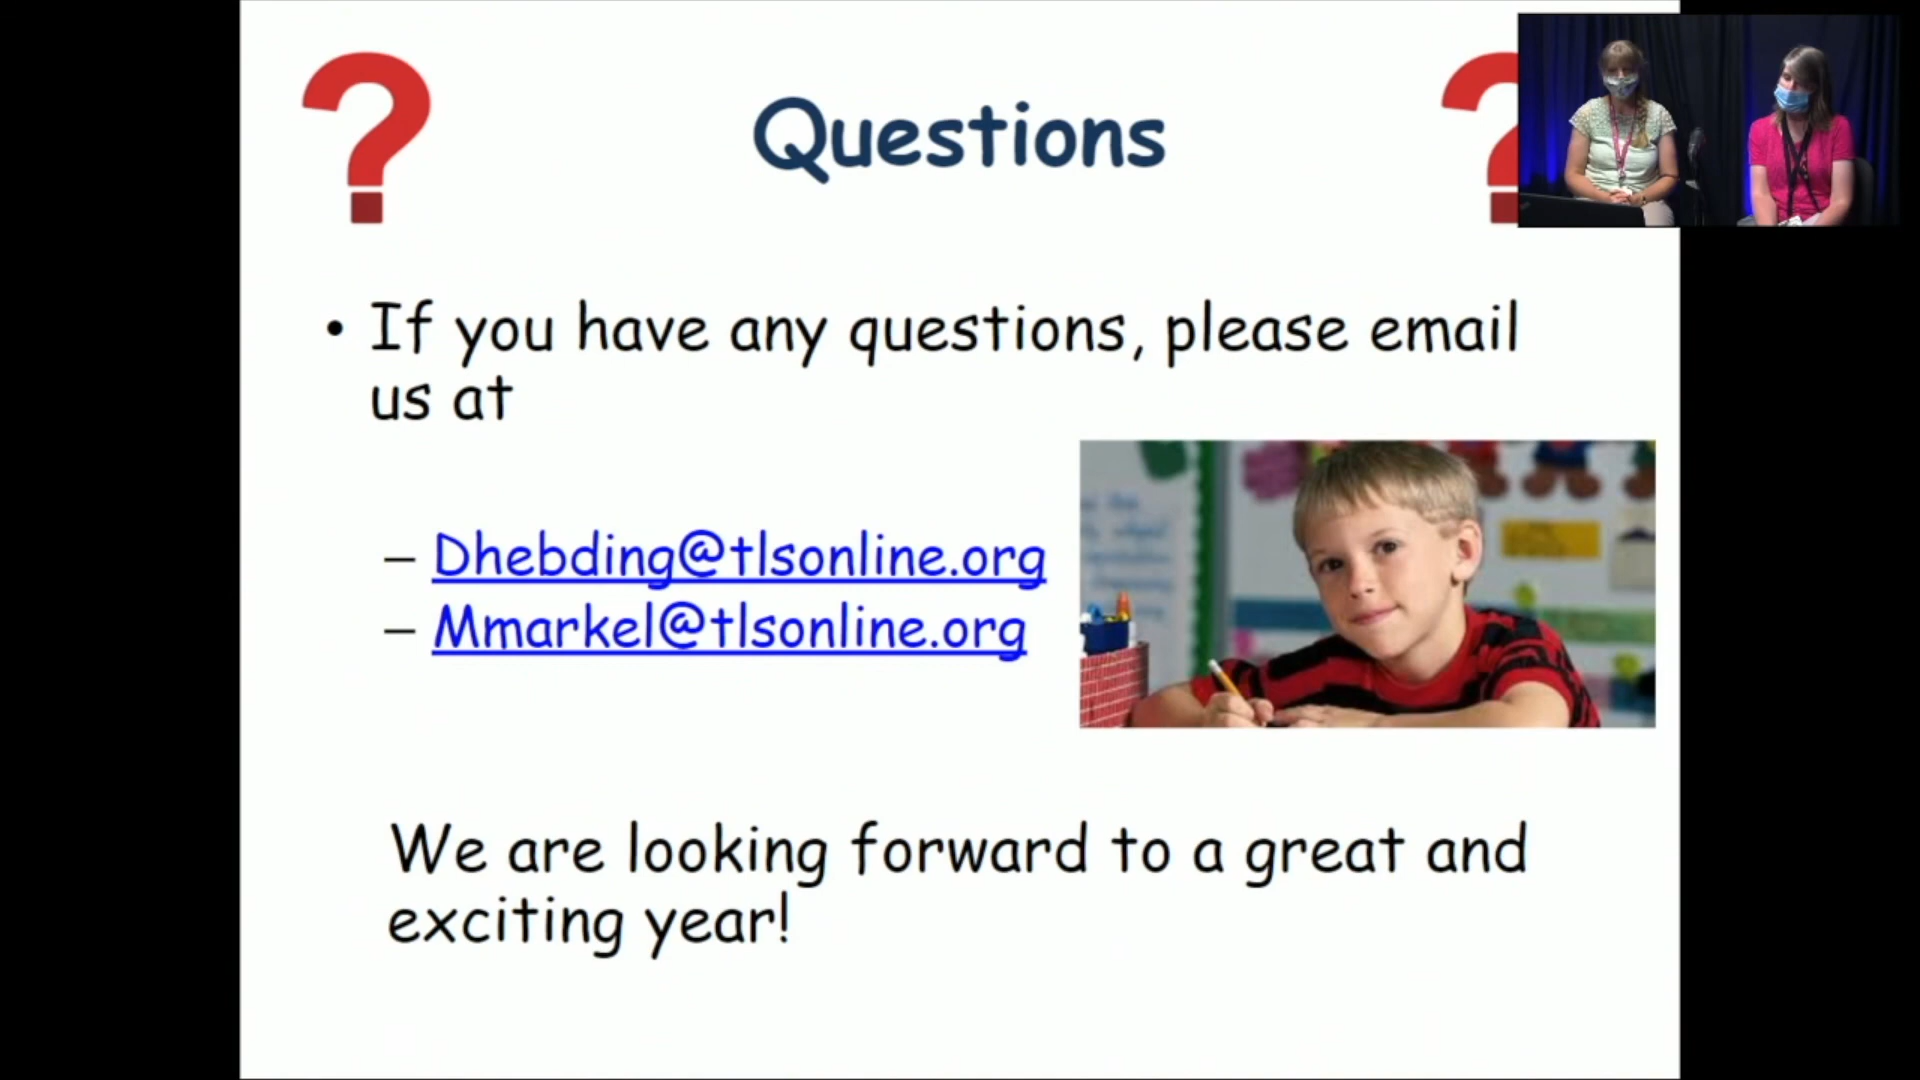 Questions
• If you have any questions, please email
us at
– Dhebding@tlsonline.org
– Mmarkel@tlsonline.org
We are looking forward to a great and
exciting year!